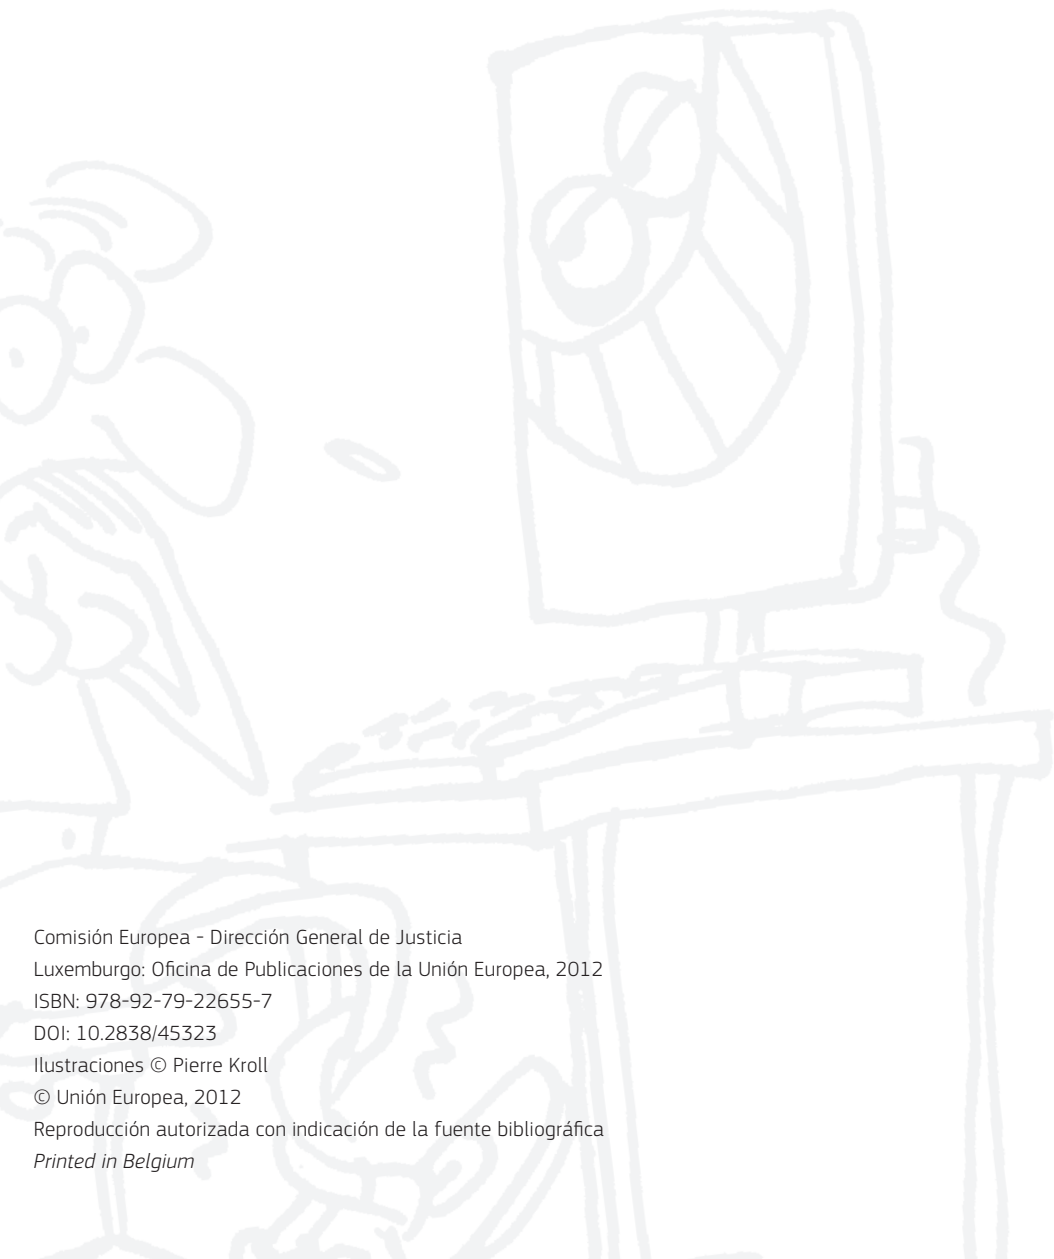 Comisión Europea - Dirección General de Justicia
Luxemburgo: Oficina de Publicaciones de la Unión Europea, 2012
ISBN: 978-92-79-22655-7
DOI: 10.2838/45323
Ilustraciones © Pierre Kroll
© Unión Europea, 2012
Reproducción autorizada con indicación de la fuente bibliográfica
Printed in Belgium